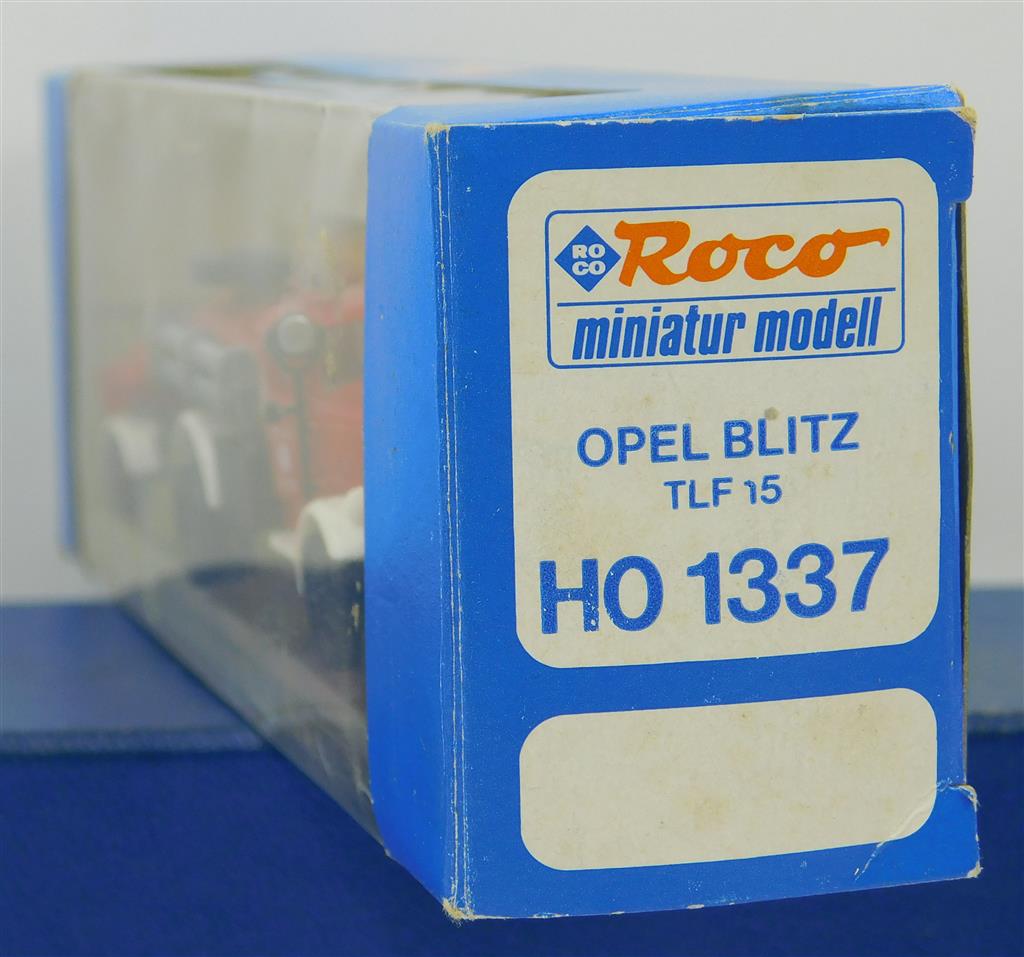 RO
CO
Roco
miniatur modell
OPEL BLITZ
TLF 15
HO 1337